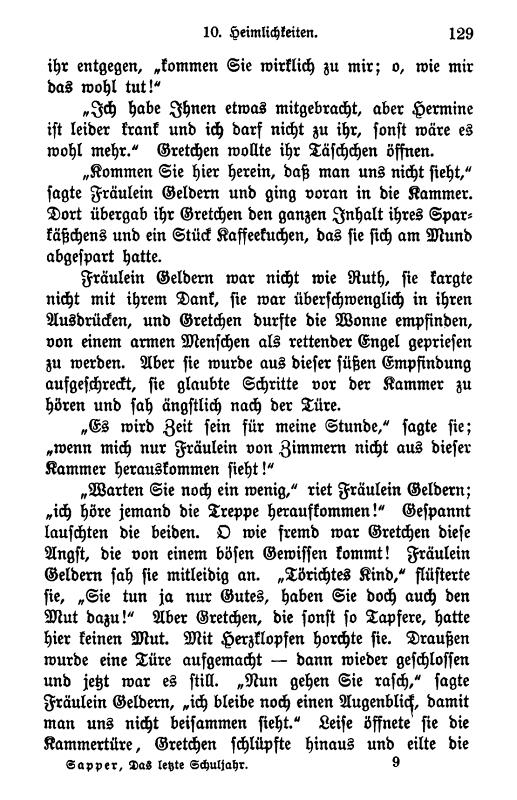 10. Heimlichkeiten. 129
ihr entgegen, „kommen Sie wirklich zu mir; o, wie mir
das wohl tut!“
„Ich habe Ihnen etwas mitgebracht, aber Hermine
ist leider krank und ich darf nicht zu ihr, sonst wäre es
wohl mehr.“ Gretchen wollte ihr Täschchen öffnen.
„Kommen Sie hier herein, daß man uns nicht sieht,“
sagte Fräulein Geldern und ging voran in die Kammer.
Dort übergab ihr Gretchen den ganzen Inhalt ihres Spar-
käßchens und ein Stück Kaffeekuchen, das sie sich am Mund
abgespart hatte.
Fräulein Geldern war nicht wie Ruth, sie kargte
nicht mit ihrem Dank, sie war überschwenglich in ihren
Ausdrücken, und Gretchen durfte die Wonne empfinden,
von einem armen Menschen als rettender Engel gepriesen
zu werden. Aber sie wurde aus dieser süßen Empfindung
aufgeschreckt, sie glaubte Schritte vor der Kammer zu
hören und sah ängstlich nach der Türe.
„Es wird Zeit sein für meine Stunde,“ sagte sie;
„wenn mich nur Fräulein von Zimmern nicht aus dieser
Kammer herauskommen sieht!“
„Warten Sie noch ein wenig,“ riet Fräulein Geldern;
„ich höre jemand die Treppe heraufkommen!“ Gespannt
lauschten die beiden. O wie fremd war Gretchen diese
Angst, die von einem bösen Gewissen kommt! Fräulein
Geldern sah sie mitleidig an. „Törichtes Kind,“ flüsterte
sie, „Sie tun ja nur Gutes, haben Sie doch auch den
Mut dazu!“ Aber Gretchen, die sonst so Tapfere, hatte
hier keinen Mut. Mit Herzklopfen horchte sie. Draußen
wurde eine Türe aufgemacht — dann wieder geschlossen
und jetzt war es still. „Nun gehen Sie rasch,“ sagte
Fräulein Geldern, „ich bleibe noch einen Augenblick, damit
man uns nicht beisammen sieht.“ Leise öffnete sie die
Kammertüre, Gretchen schlüpfte hinaus und eilte die
Sapper, Das letzte Schuljahr. 9